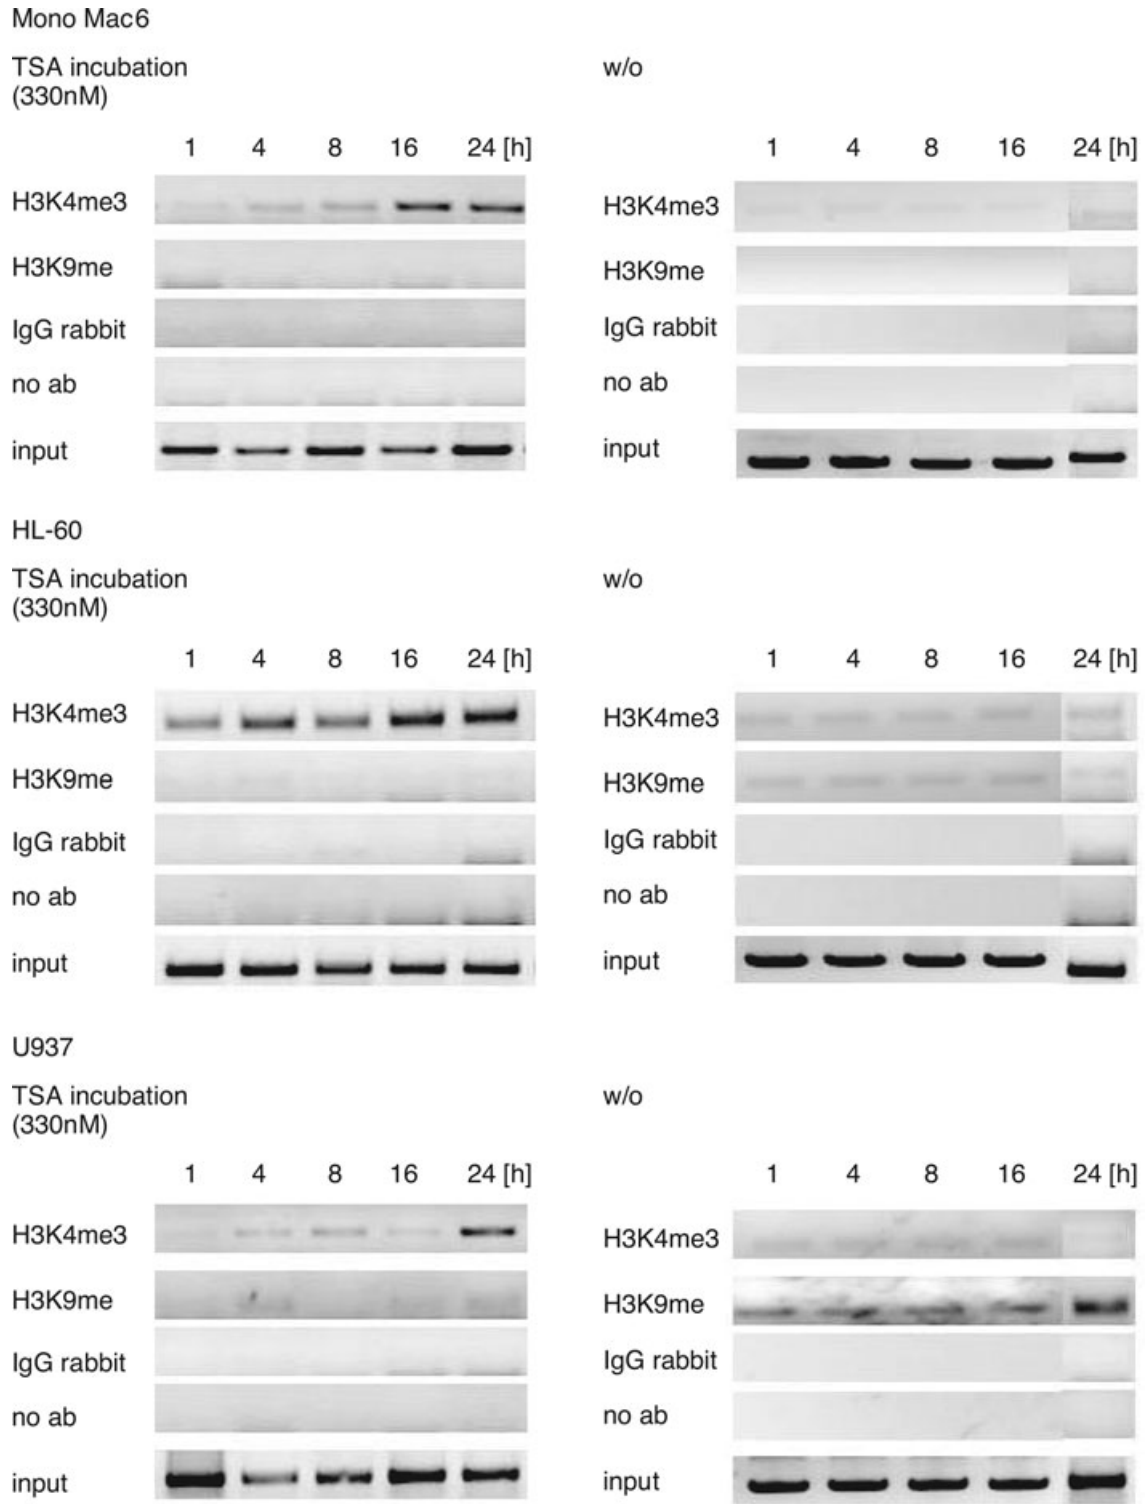 Mono Mac6
TSA incubation
(330nM)
w/o
1 4 8 16 24 [h]
1 4 8 16 24 [h]
H3K4me3
H3K4me3
H3K9me
H3K9me
IgG rabbit
IgG rabbit
no ab
no ab
input
input
HL-60
TSA incubation
(330nM)
w/o
1 4 8 16 24 [h]
1 4 8 16 24 [h]
H3K4me3
H3K4me3
H3K9me
H3K9me
IgG rabbit
IgG rabbit
no ab
no ab
input
input
U937
TSA incubation
(330nM)
w/o
1 4 8 16 24 [h]
1 4 8 16 24 [h]
H3K4me3
H3K4me3
H3K9me
H3K9me
IgG rabbit
IgG rabbit
no ab
no ab
input
input